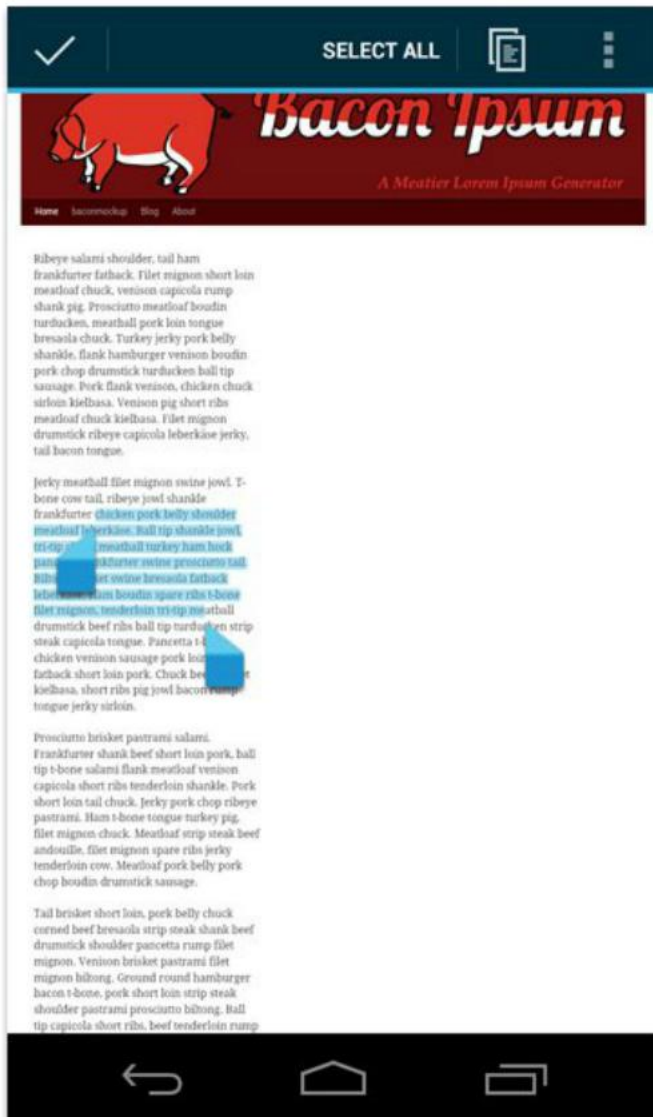 SELECT ALL
Bacon Ipsum
A Meatier Lorem Ipsum Generator
Home baconmockup Blog About
Ribeye salami shoulder, tail ham
frankfurter fatback. Filet mignon short loin
meatloaf chuck, venison capicola rump
shank pig. Prosciutto meatloaf boudin
turducken, meatball pork loin tongue
bresaola chuck. Turkey jerky pork belly
shankle, flank hamburger venison boudin
pork chop drumstick turducken ball tip
sausage. Pork flank venison, chicken chuck
sirloin kielbasa. Venison pig short ribs
meatloaf chuck kielbasa. Filet mignon
drumstick ribeye capicola leberkäse jerky,
tail bacon tongue.
Jerky meatball filet mignon swine jowl. T-
bone cow tail, ribeye jowl shankle
frankfurter chicken pork belly shoulder
meatloaf leberkäse. Ball tip shankle jowl,
tri-tip meatball turkey ham hock
swine prosciutto tail.
swine bresaola fatback
ham boudin spare ribs t-bone
filet mignon, tenderloin tri-tip meatball
drumstick beef ribs ball tip turducken strip
steak capicola tongue. Pancetta
chicken venison sausage pork loin
fatback short loin pork. Chuck
kielbasa, short ribs pig jowl bacon rump
tongue jerky sirloin.
Prosciutto brisket pastrami salami.
Frankfurter shank beef short loin pork, ball
tip t-bone salami flank meatloaf venison
capicola short ribs tenderloin shankle. Pork
short loin tail chuck. Jerky pork chop ribeye
pastrami. Ham t-bone tongue turkey pig,
filet mignon chuck. Meatloaf strip steak beef
andouille, filet mignon spare ribs jerky
tenderloin cow. Meatloaf pork belly pork
chop boudin drumstick sausage.
Tail brisket short loin, pork belly chuck
corned beef bresaola strip steak shank beef
drumstick shoulder pancetta rump filet
mignon. Venison brisket pastrami filet
mignon biltong. Ground round hamburger
bacon t-bone, pork short loin strip steak
shoulder pastrami prosciutto biltong. Ball
tip capicola short ribs, beef tenderloin rump